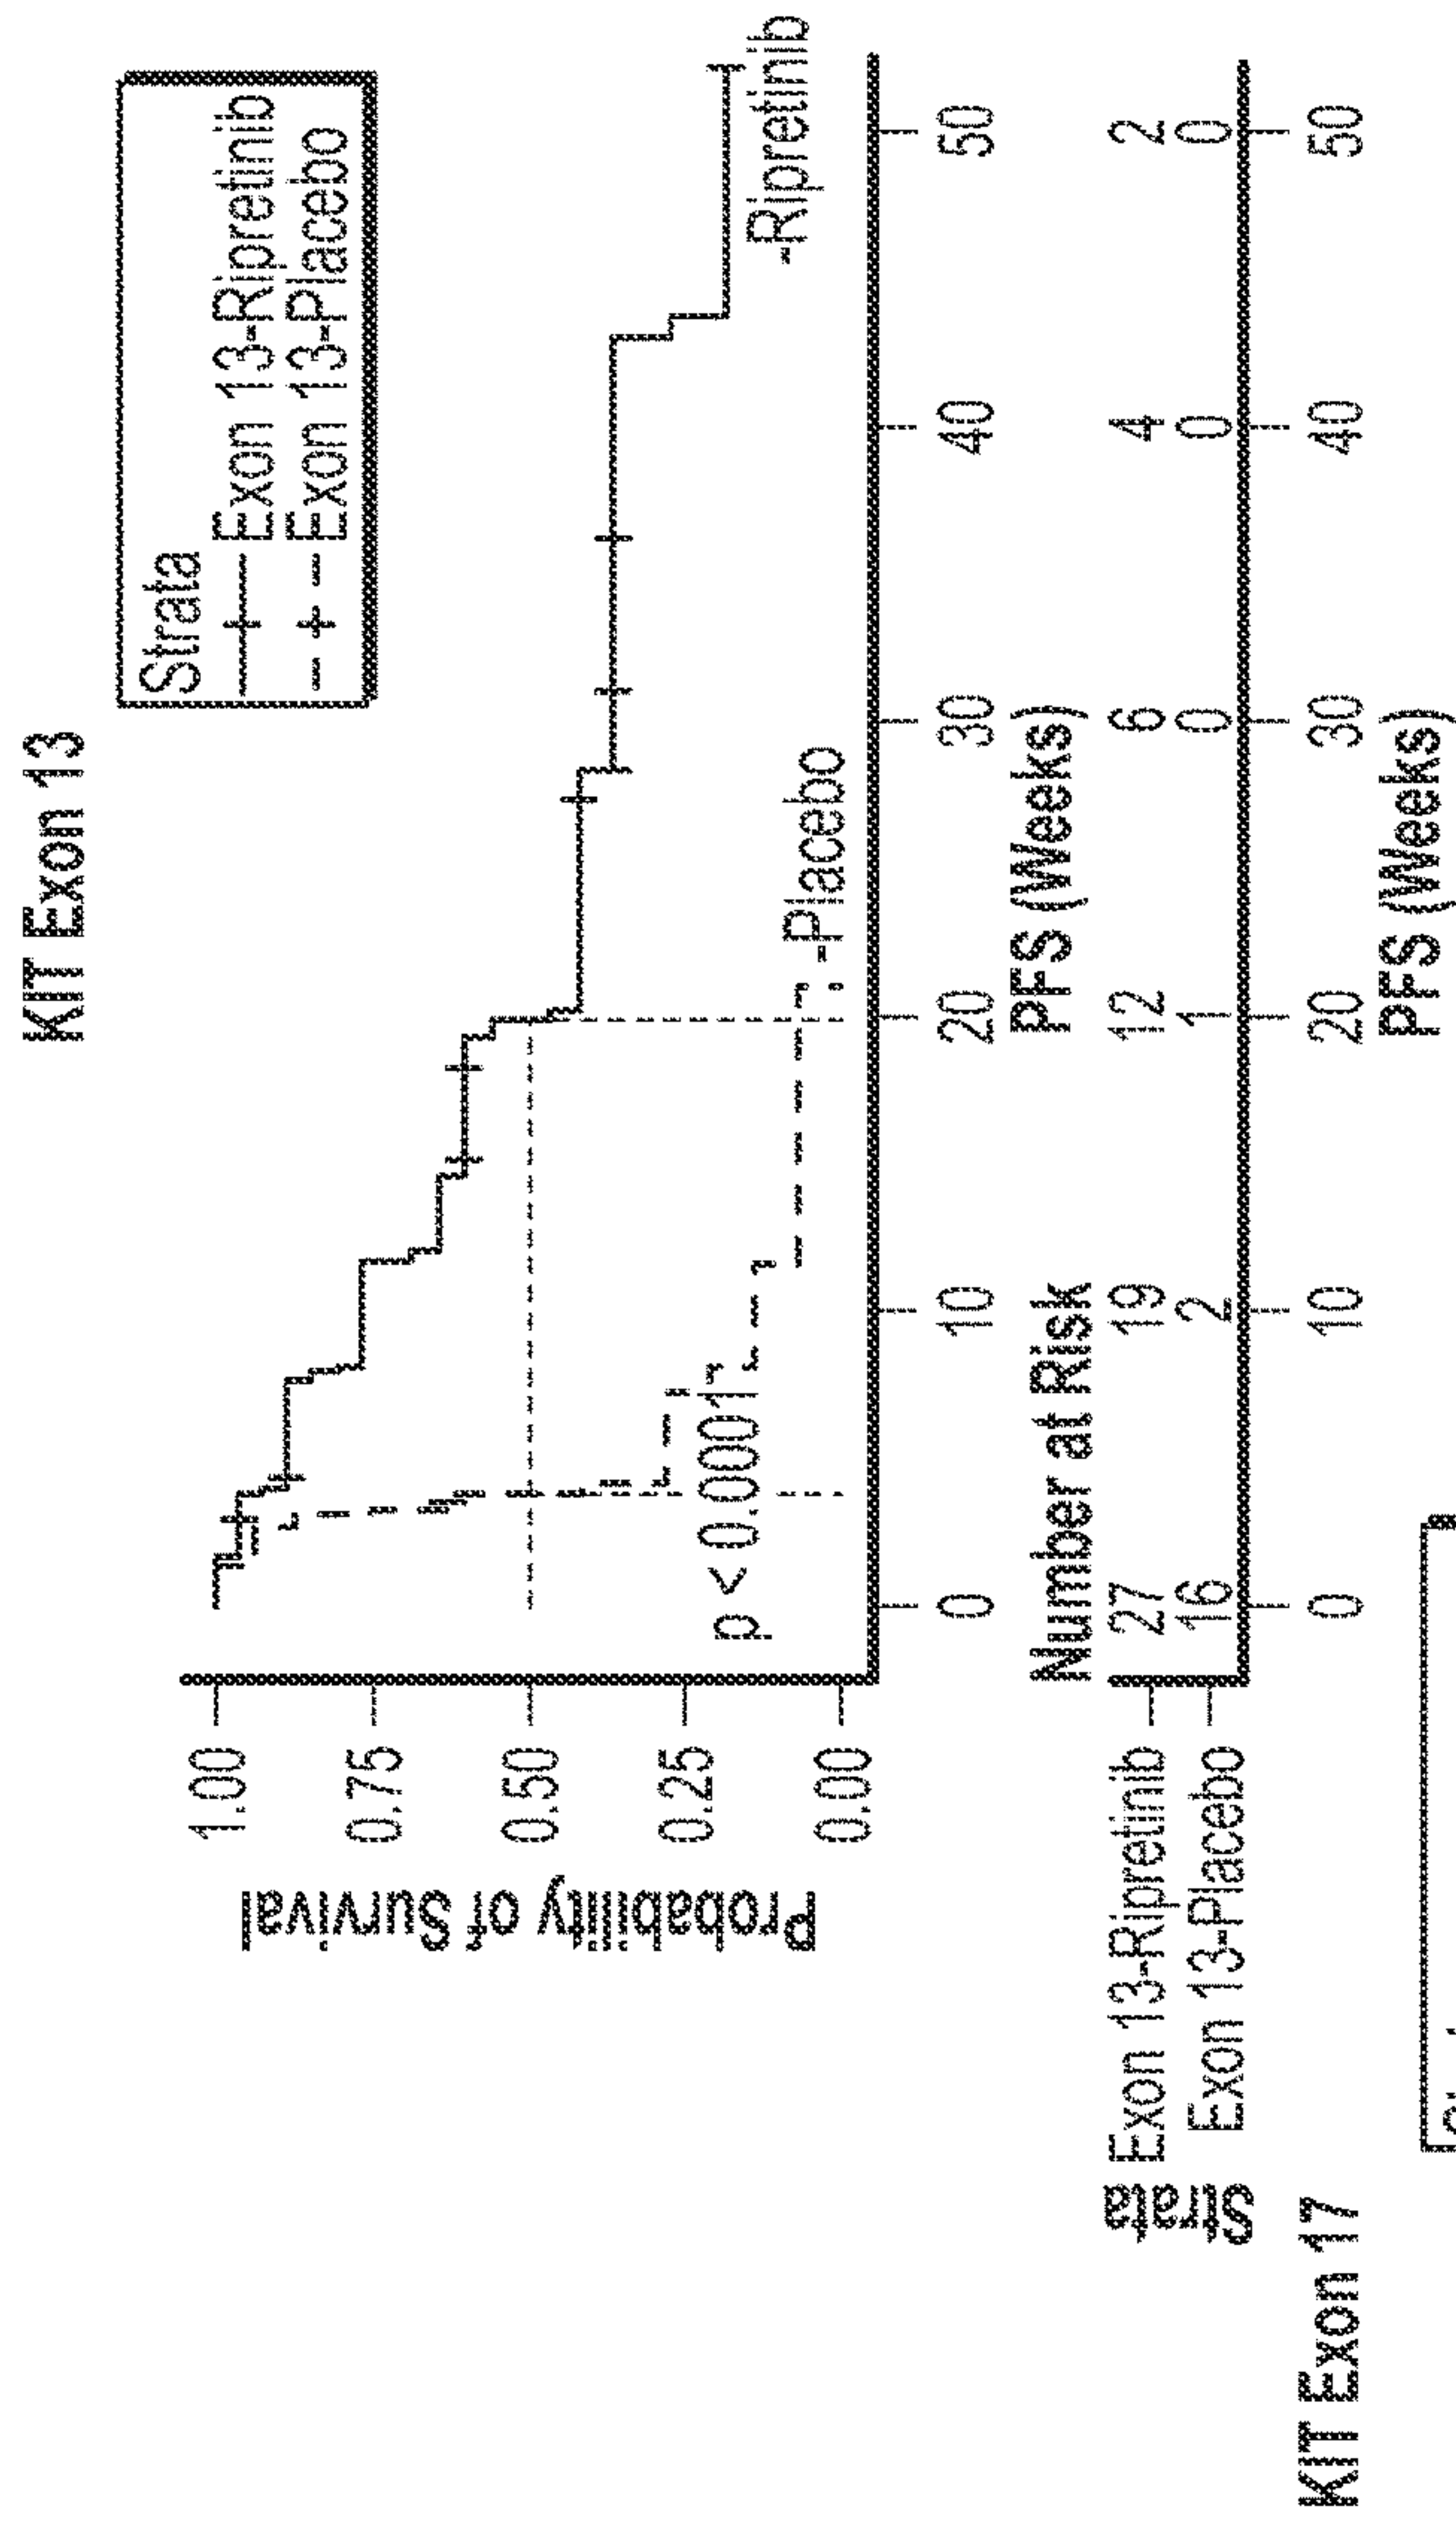 KIT Exon 13
Strata
Exon 13-Ripretinib
Exon 13-Placebo
Probability of Survival
1.00
0.75
0.50
0.25
0.00
p < 0.0001
-Placebo
-Ripretinib
0 10 20 30 40 50
PFS (Weeks)
Number at Risk
Strata
Exon 13-Ripretinib 27 19 12 6 4 2
Exon 13-Placebo 16 2 1 0 0 0
0 10 20 30 40 50
PFS (Weeks)
KIT Exon 17